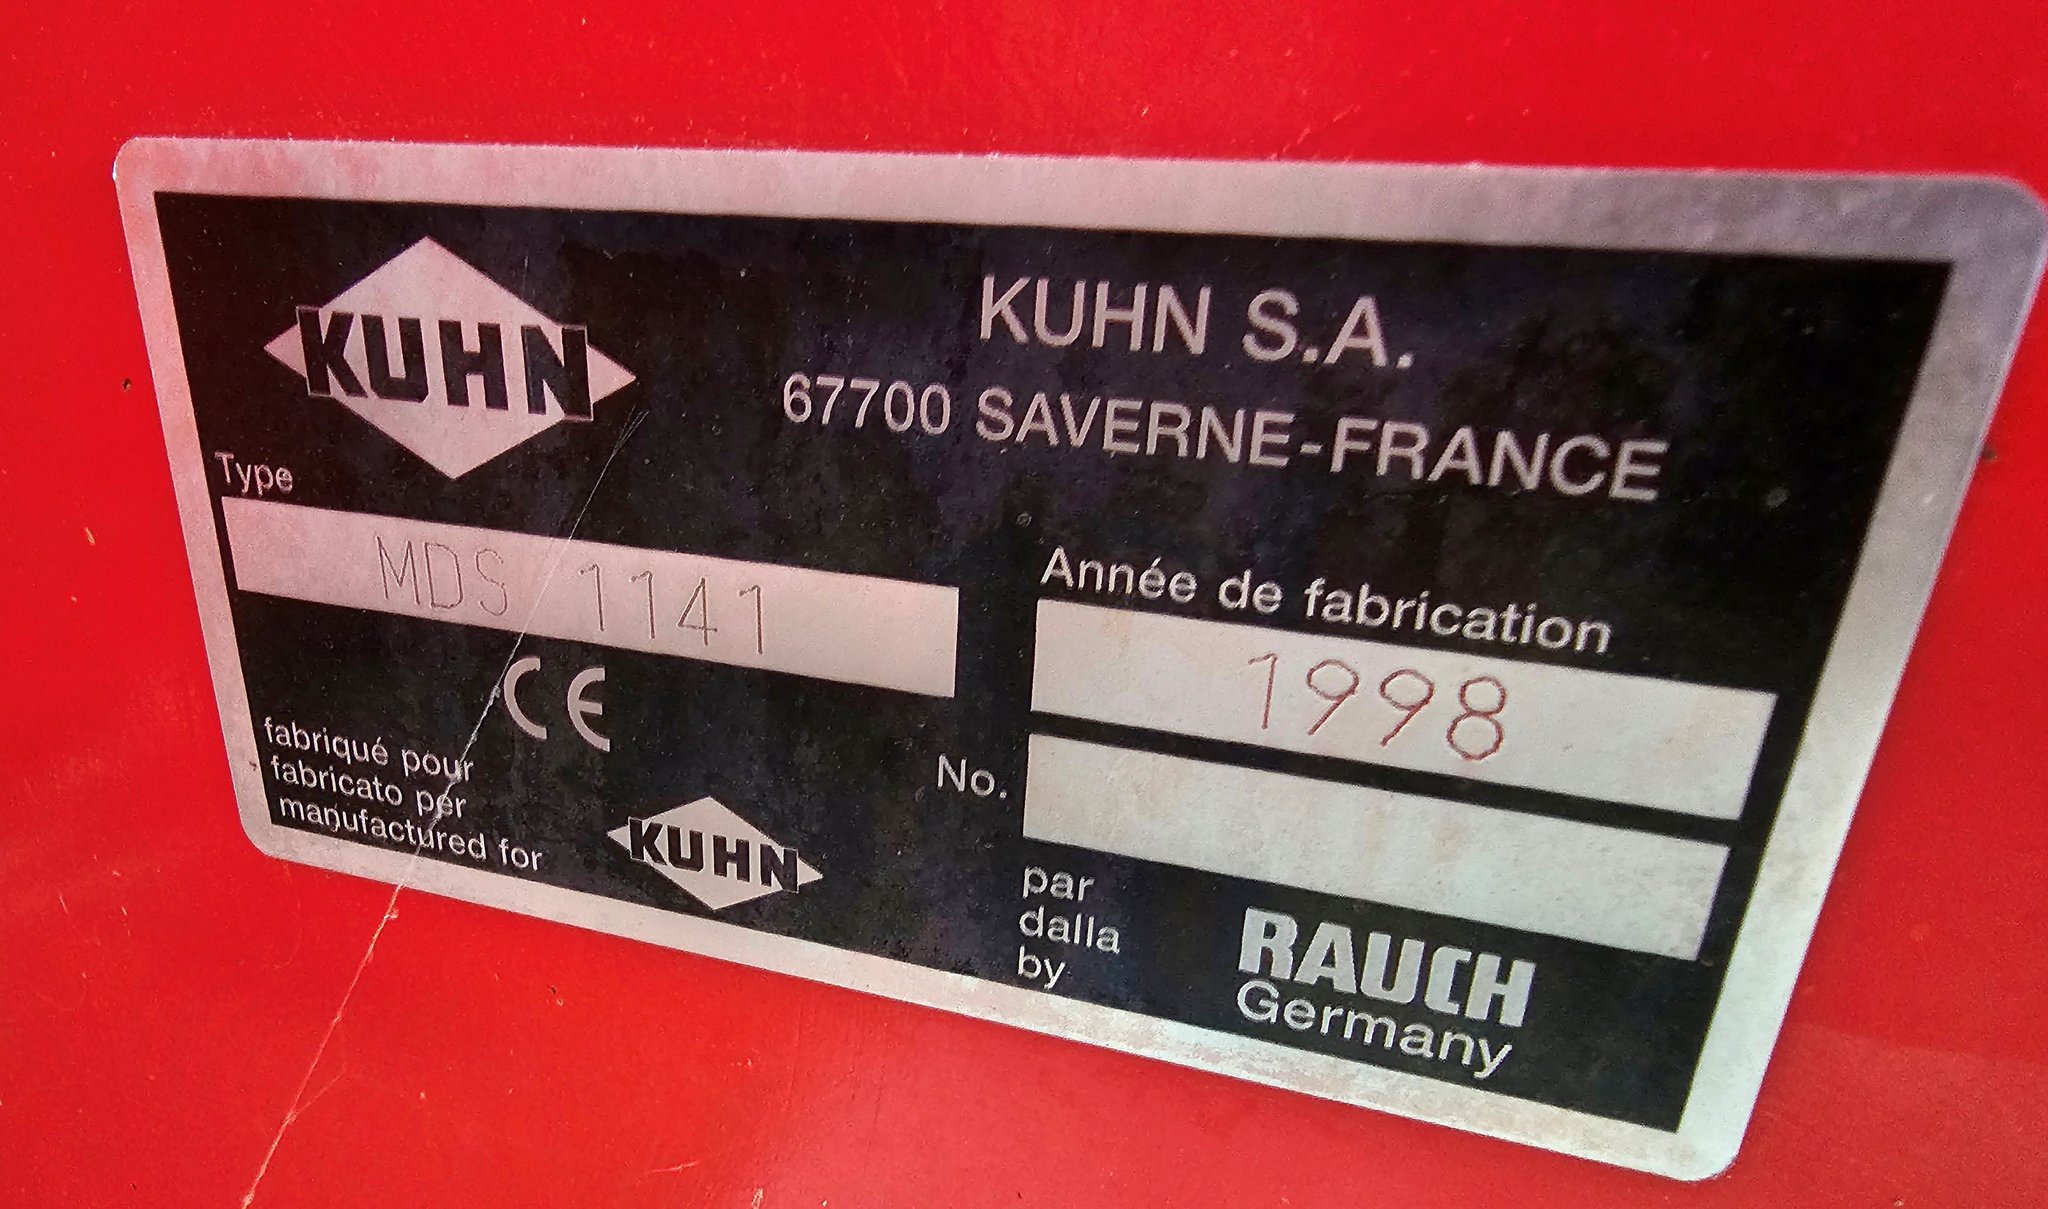 KUHN
KUHN S.A.
67700 SAVERNE-FRANCE
Type
MDS 1141
Année de fabrication
1998
CE
No.
fabriqué pour
fabricato per
manufactured for
KUHN
par
dalla
by
RAUCH
Germany